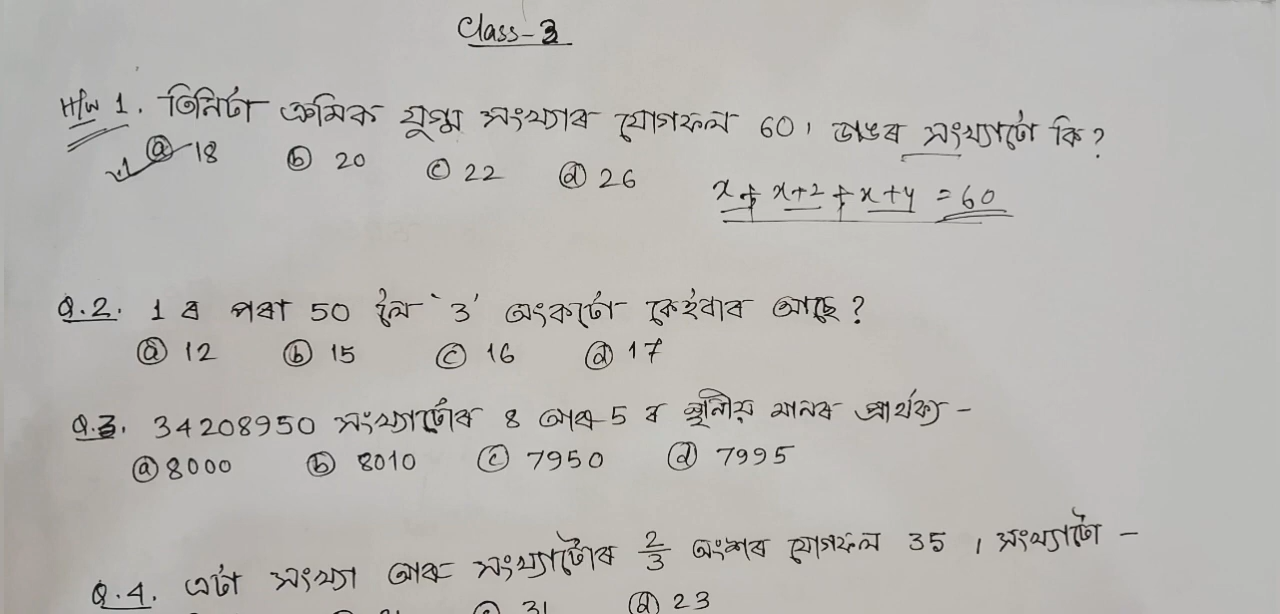 Class-3
H/W 1. তিনিটা ক্ৰমিক যুগ্ম সংখ্যাৰ যোগফল 60, ডাঙৰ সংখ্যাটো কি?
ⓐ 18 ⓑ 20 ⓒ 22 ⓓ 26
x + x+2 + x+4 = 60
Q.2. 1 ৰ পৰা 50 লৈ '3' অংকটো কেইবাৰ আছে?
ⓐ 12 ⓑ 15 ⓒ 16 ⓓ 17
Q.3. 34208950 সংখ্যাটোৰ 8 আৰু 5 ৰ স্থানীয় মানৰ পাৰ্থক্য -
ⓐ 8000 ⓑ 8010 ⓒ 7950 ⓓ 7995
Q.4. এটা সংখ্যা আৰু সংখ্যাটোৰ 2/3 অংশৰ যোগফল 35, সংখ্যাটো -
31 ⓓ 23